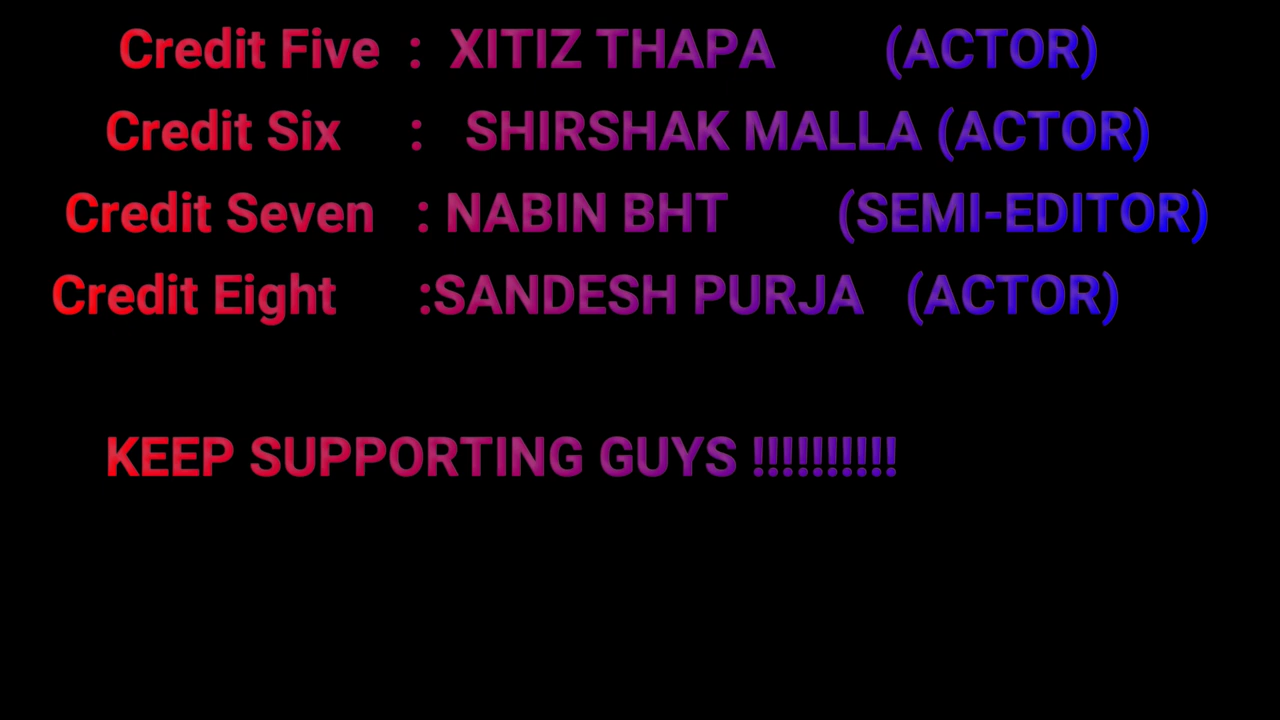 Credit Five : XITIZ THAPA (ACTOR)
Credit Six : SHIRSHAK MALLA (ACTOR)
Credit Seven : NABIN BHT (SEMI-EDITOR)
Credit Eight :SANDESH PURJA (ACTOR)
KEEP SUPPORTING GUYS !!!!!!!!!!